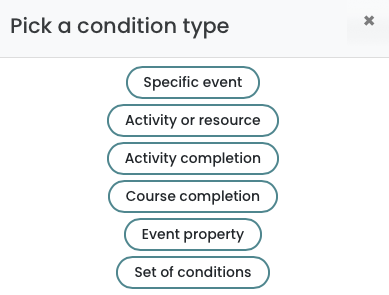 Pick a condition type
Specific event
Activity or resource
Activity completion
Course completion
Event property
Set of conditions